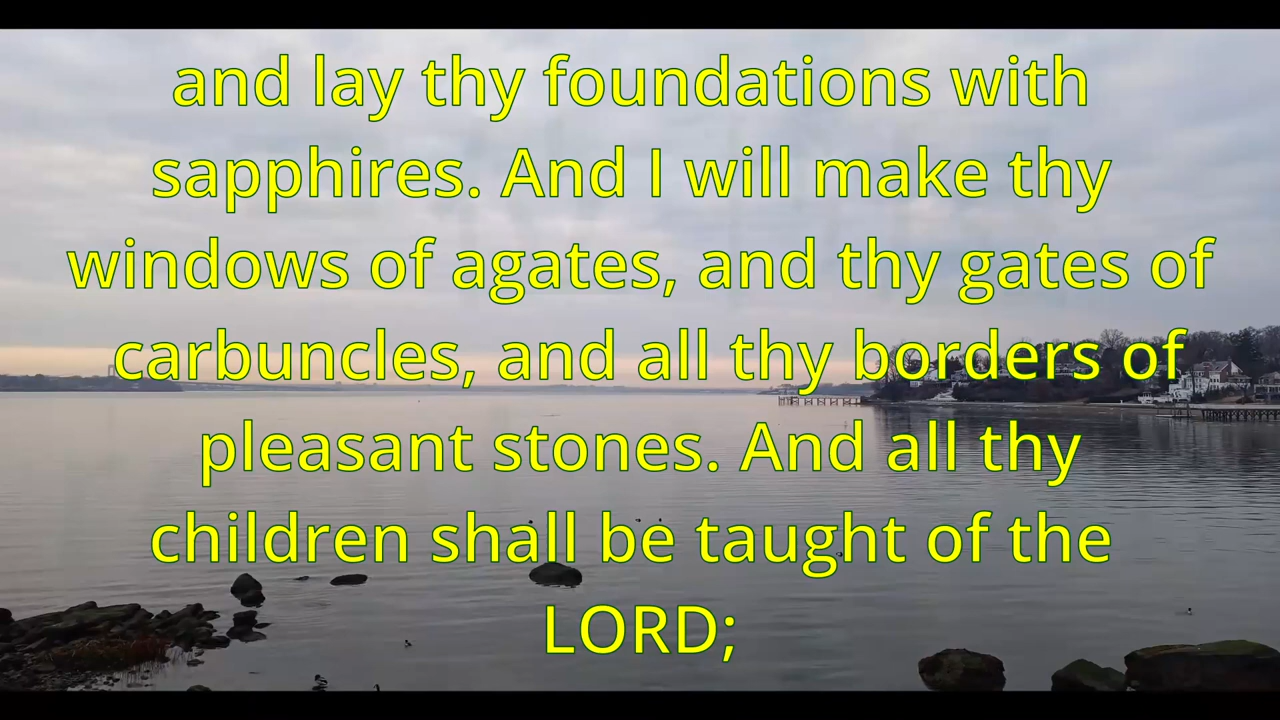 and lay thy foundations with
sapphires. And I will make thy
windows of agates, and thy gates of
carbuncles, and all thy borders of
pleasant stones. And all thy
children shall be taught of the
LORD;